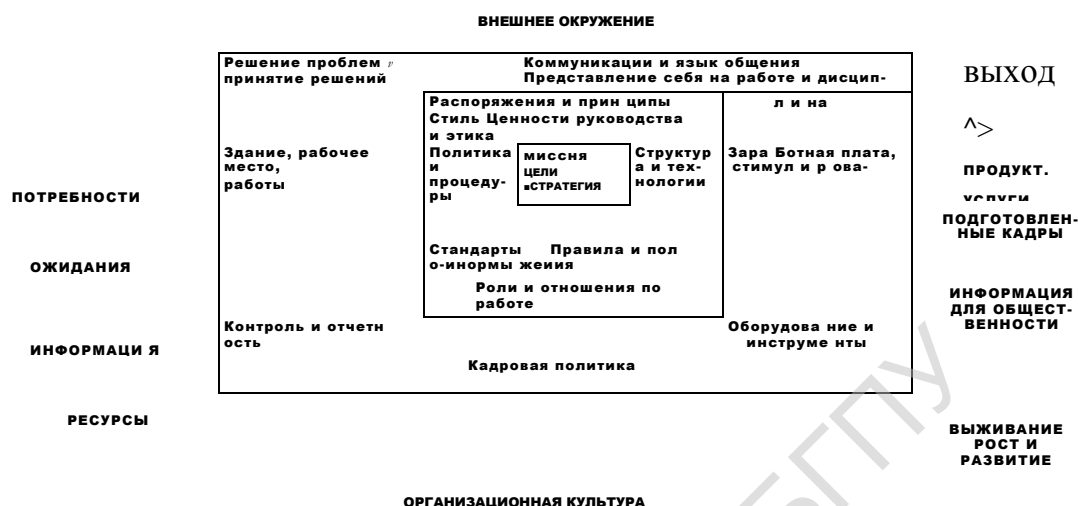 ВНЕШНЕЕ ОКРУЖЕНИЕ
Решение проблем v
принятие решений
Коммуникации и язык общения
Представление себя на работе и дисцип-
л и на
Распоряжения и прин ципы
Стиль Ценности руководства
и этика
Здание, рабочее
место,
работы
Политика
и
процеду-
ры
миссня
ЦЕЛИ
■СТРАТЕГИЯ
Структур
а и тех-
нологии
Зара Ботная плата,
стимул и р ова-
Стандарты Правила и пол
о-инормы жеиия
Роли и отношения по
работе
Контроль и отчетн
ость
Оборудова ние и
инструме нты
Кадровая политика
ПОТРЕБНОСТИ
ОЖИДАНИЯ
ИНФОРМАЦИ Я
РЕСУРСЫ
ВЫХОД
^>
ПРОДУКТ.
УСЛУГИ
ПОДГОТОВЛЕН-
НЫЕ КАДРЫ
ИНФОРМАЦИЯ
ДЛЯ ОБЩЕСТ-
ВЕННОСТИ
ВЫЖИВАНИЕ
РОСТ И
РАЗВИТИЕ
ОРГАНИЗАЦИОННАЯ КУЛЬТУРА
БГПУ